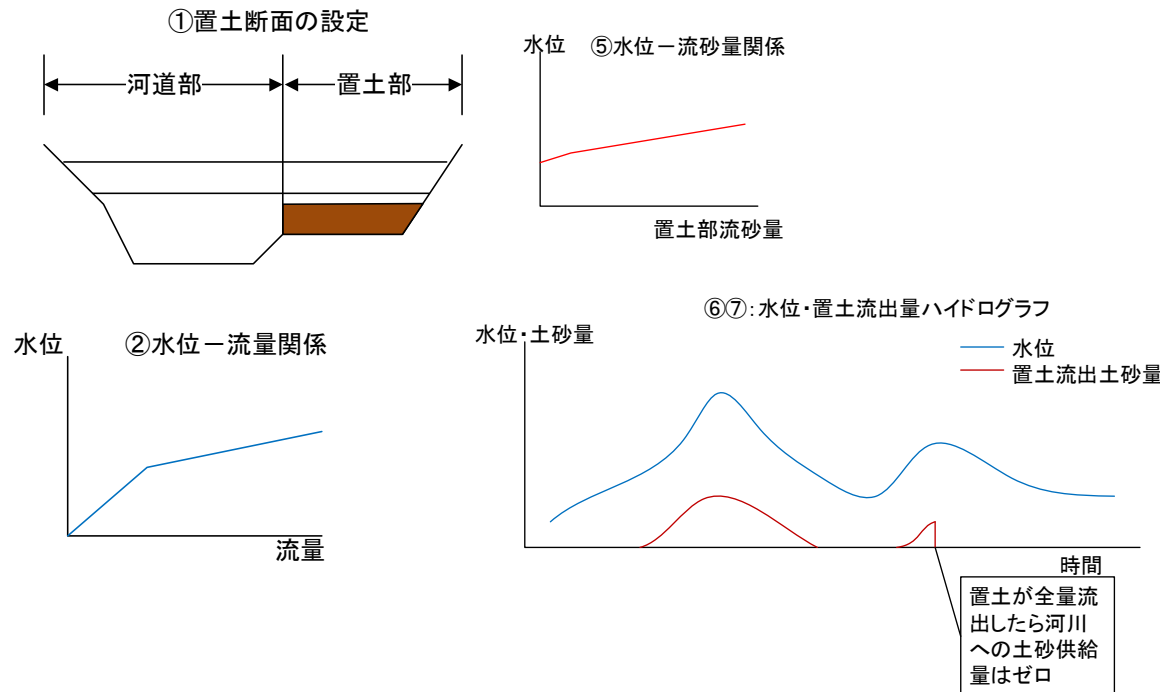 ①置土断面の設定
河道部
置土部
水位
⑤水位－流砂量関係
置土部流砂量
水位
②水位－流量関係
流量
⑥⑦：水位・置土流出量ハイドログラフ
水位・土砂量
水位
置土流出土砂量
時間
置土が全量流
出したら河川
への土砂供給
量はゼロ